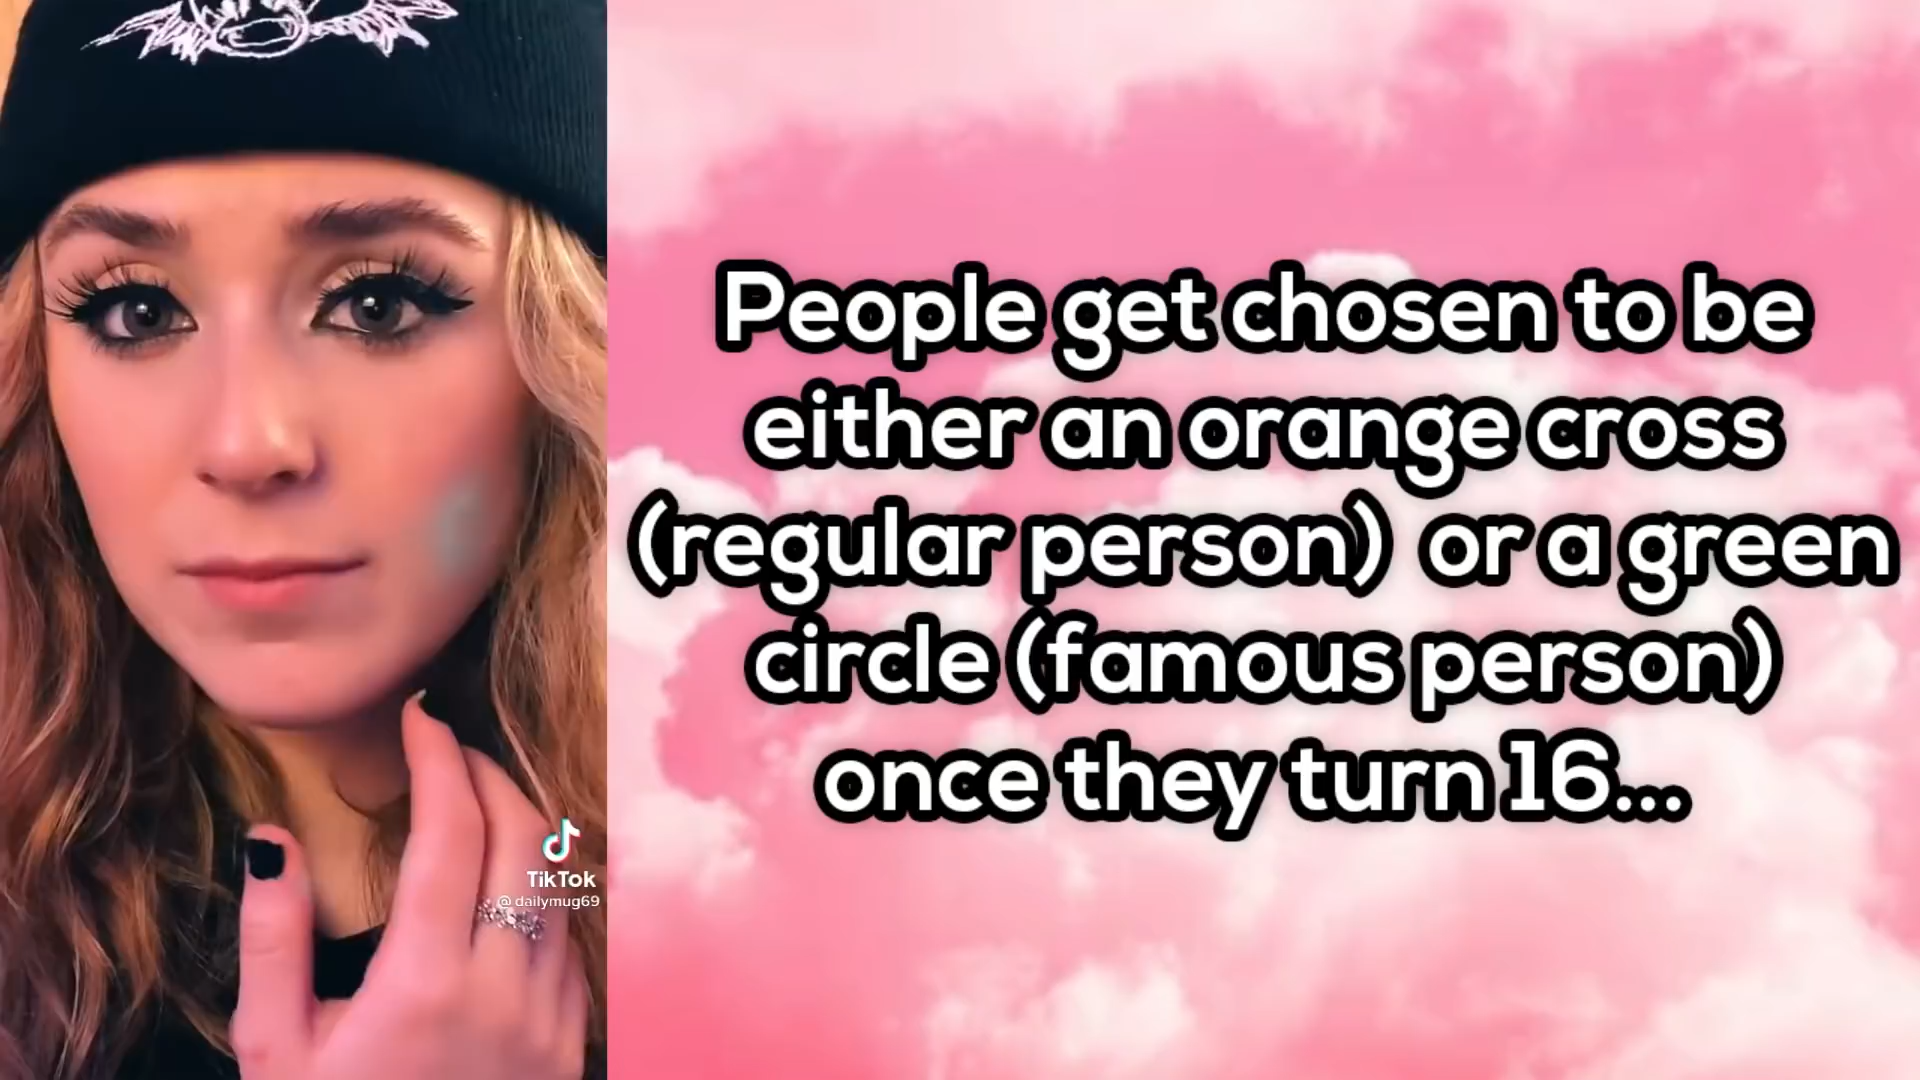 People get chosen to be
either an orange cross
(regular person) or a green
circle (famous person)
once they turn 16...
TikTok
@dailymug69